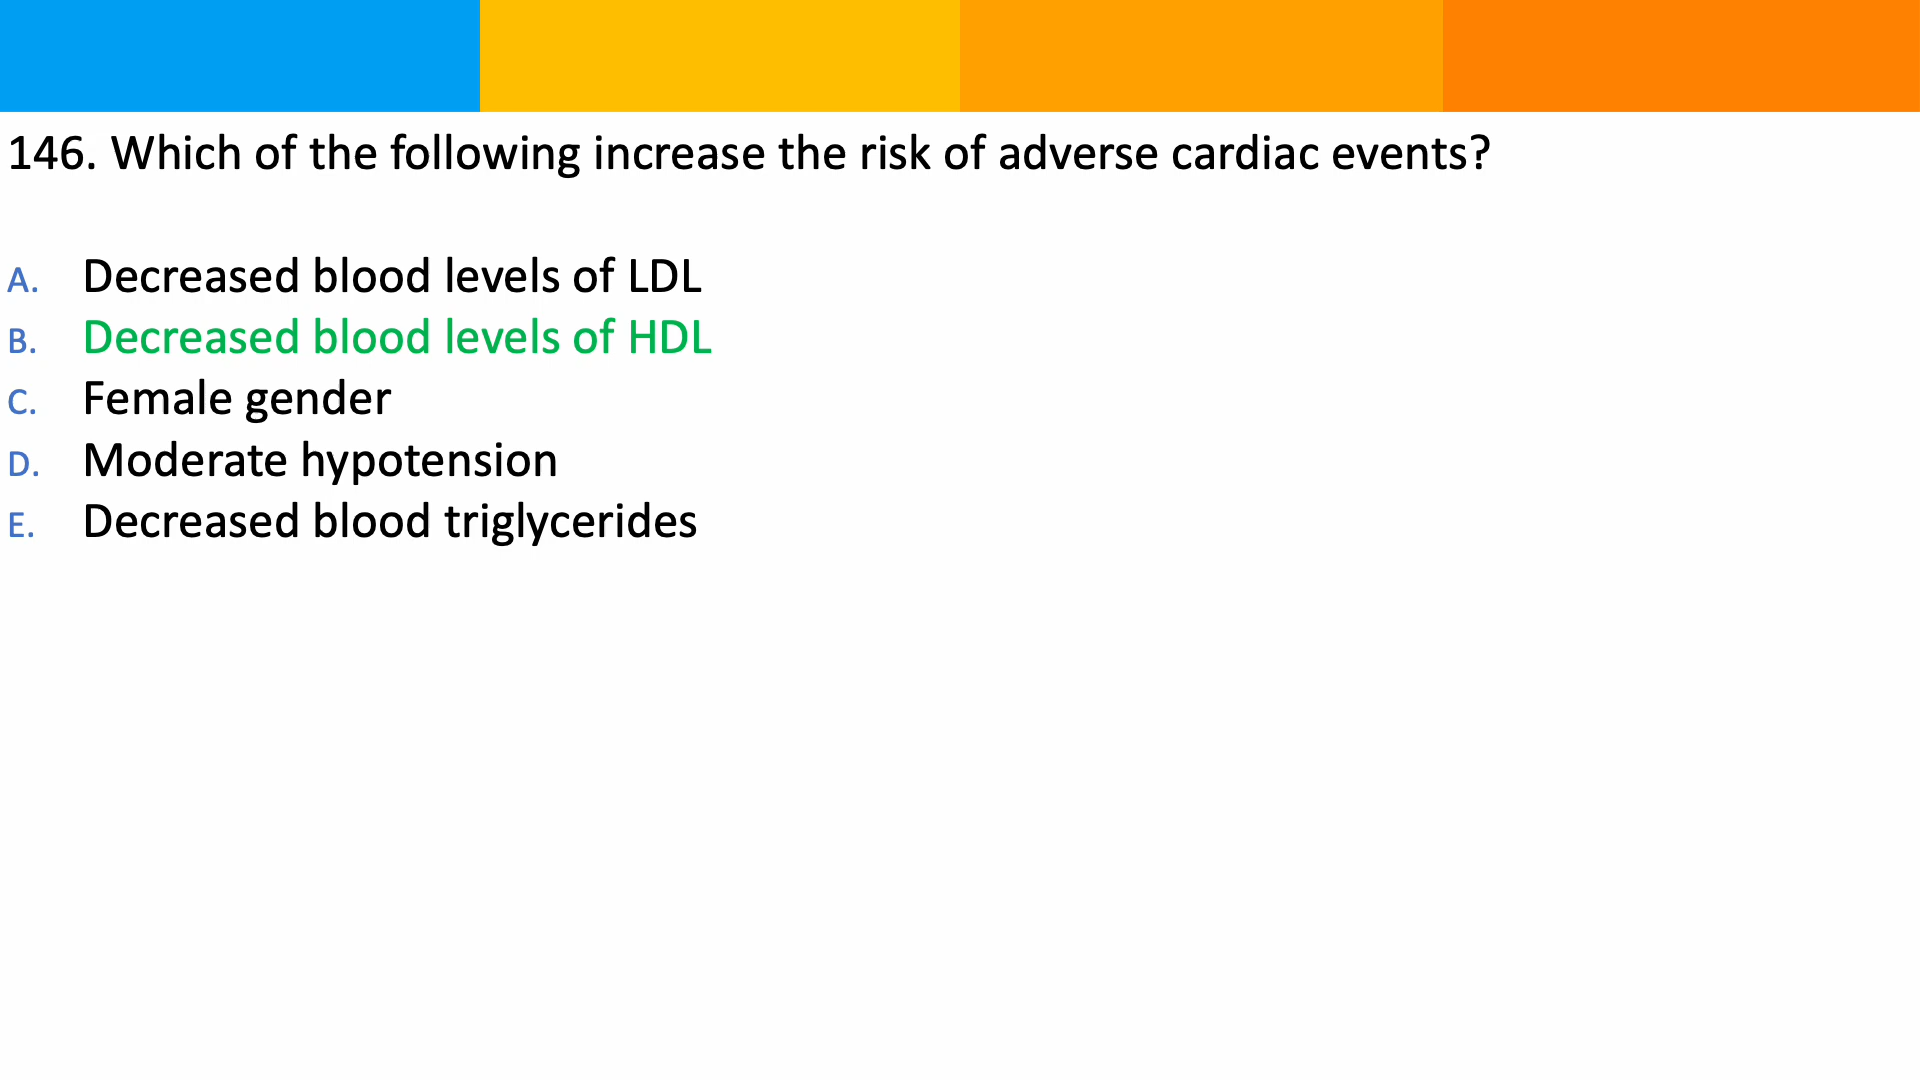 146. Which of the following increase the risk of adverse cardiac events?
A. Decreased blood levels of LDL
B. Decreased blood levels of HDL
C. Female gender
D. Moderate hypotension
E. Decreased blood triglycerides